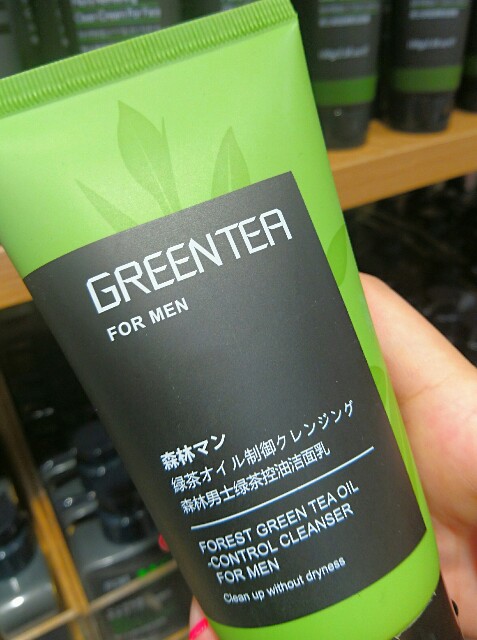 GREENTEA
FOR MEN
森林マン
緑茶オイル制御クレンジング
森林男士绿茶控油洁面乳
FOREST GREEN TEA OIL
-CONTROL CLEANSER
FOR MEN
Clean up without dryness